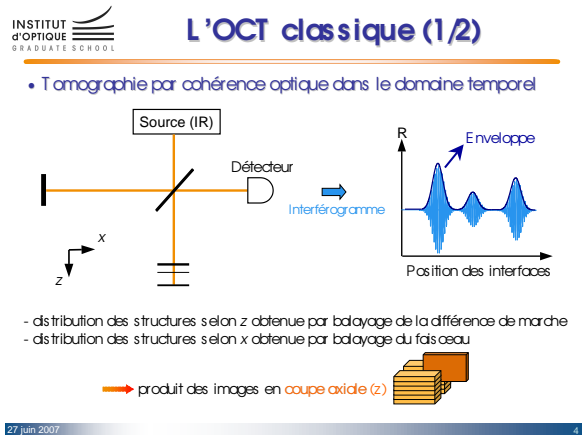 INSTITUT
d'OPTIQUE
GRADUATE SCHOOL
L'OCT classique (1/2)
• Tomographie par cohérence optique dans le domaine temporel
Source (IR)
Détecteur
R
Enveloppe
Interférogramme
x
z
Position des interfaces
- distribution des structures selon z obtenue par balayage de la différence de marche
- distribution des structures selon x obtenue par balayage du faisceau
produit des images en coupe axiale (z)
27 juin 2007
4